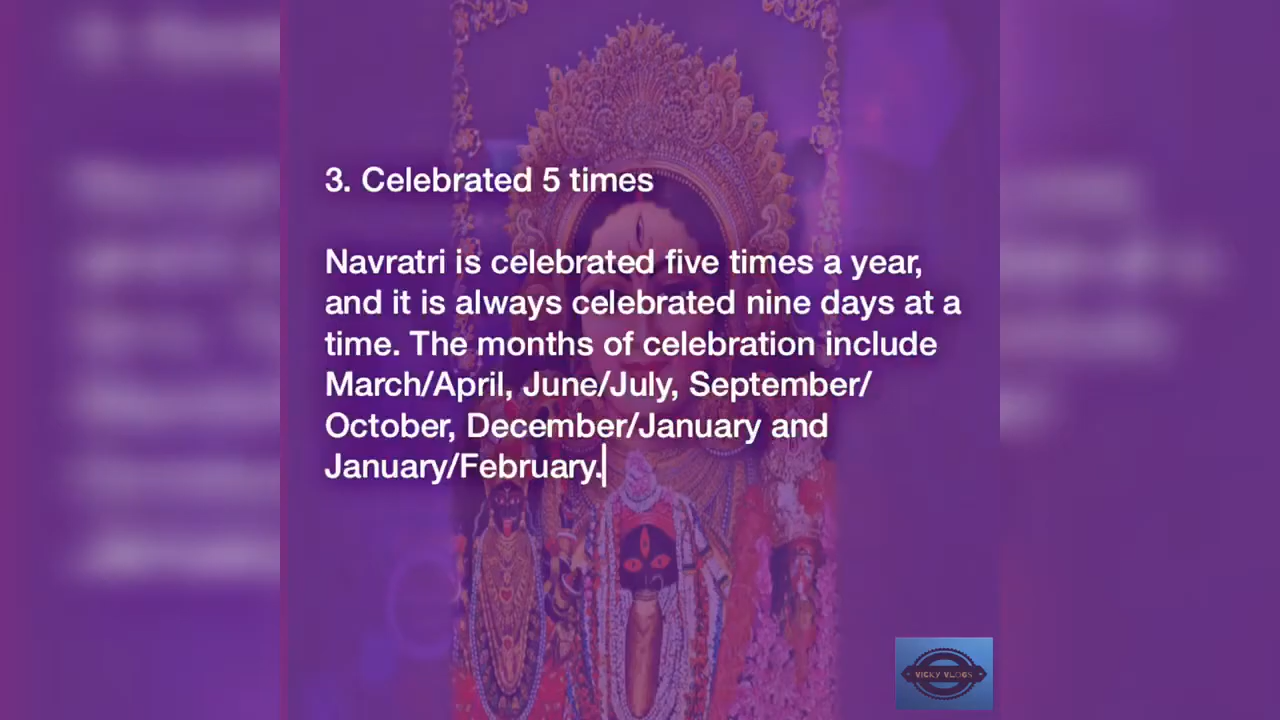 3. Celebrated 5 times
Navratri is celebrated five times a year,
and it is always celebrated nine days at a
time. The months of celebration include
March/April, June/July, September/
October, December/January and
January/February.
VICKY VLOGS